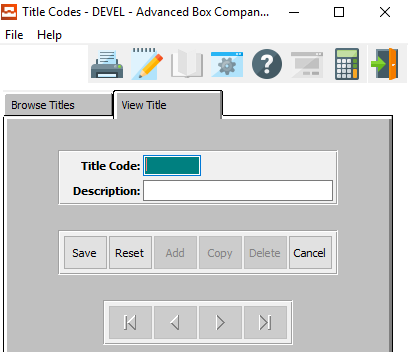 Title Codes - DEVEL - Advanced Box Compan...
File Help
Browse Titles View Title
Title Code:
Description:
Save Reset Add Copy Delete Cancel